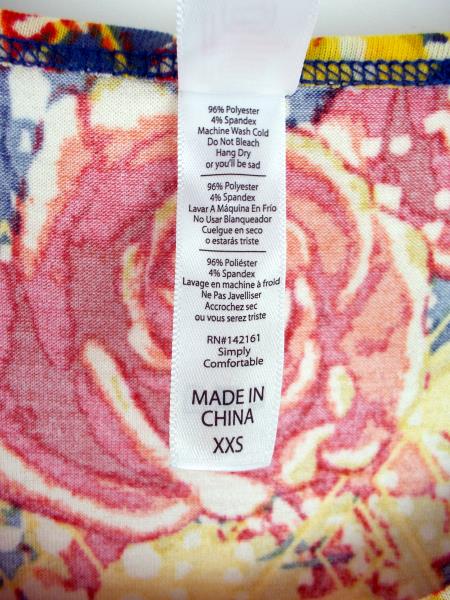 96% Polyester
4% Spandex
Machine Wash Cold
Do Not Bleach
Hang Dry
or you'll be sad
96% Polyester
4% Spandex
Lavar A Máquina En Frío
No Usar Blanqueador
Cuelgue en seco
o estarás triste
96% Poliéster
4% Spandex
Lavage en machine à froid
Ne Pas Javelliser
Accrochez sec
ou vous serez triste
RN#142161
Simply
Comfortable
MADE IN
CHINA
XXS